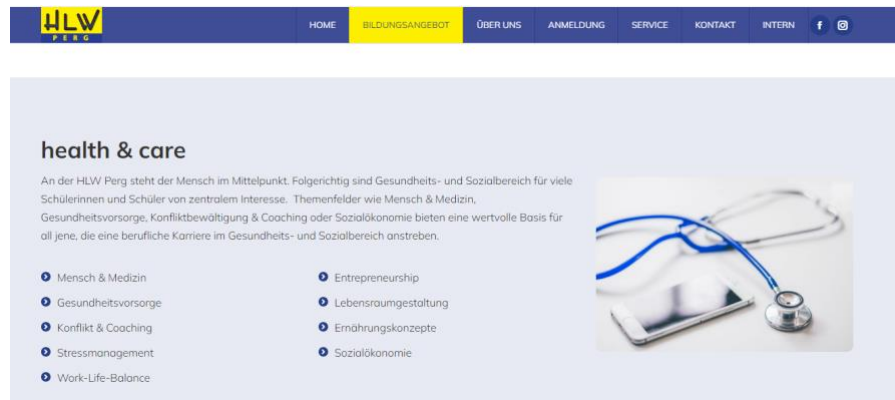 HLW
PERG
HOME
BILDUNGSANGEBOT
ÜBER UNS
ANMELDUNG
SERVICE
KONTAKT
INTERN
health & care
An der HLW Perg steht der Mensch im Mittelpunkt. Folgerichtig sind Gesundheits- und Sozialbereich für viele
Schülerinnen und Schüler von zentralem Interesse. Themenfelder wie Mensch & Medizin,
Gesundheitsvorsorge, Konfliktbewältigung & Coaching oder Sozialökonomie bieten eine wertvolle Basis für
all jene, die eine berufliche Karriere im Gesundheits- und Sozialbereich anstreben.
Mensch & Medizin
Gesundheitsvorsorge
Konflikt & Coaching
Stressmanagement
Work-Life-Balance
Entrepreneurship
Lebensraumgestaltung
Ernährungskonzepte
Sozialökonomie